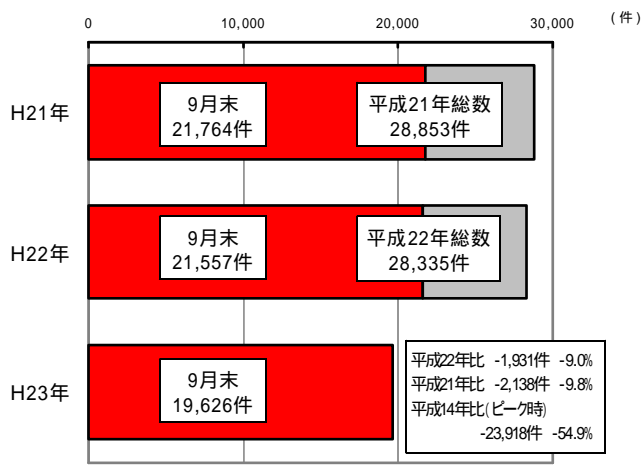 0 10,000 20,000 30,000 (件)
H21年
9月末
21,764件
平成21年総数
28,853件
H22年
9月末
21,557件
平成22年総数
28,335件
H23年
9月末
19,626件
平成22年比 -1,931件 -9.0%
平成21年比 -2,138件 -9.8%
平成14年比(ピーク時)
-23,918件 -54.9%